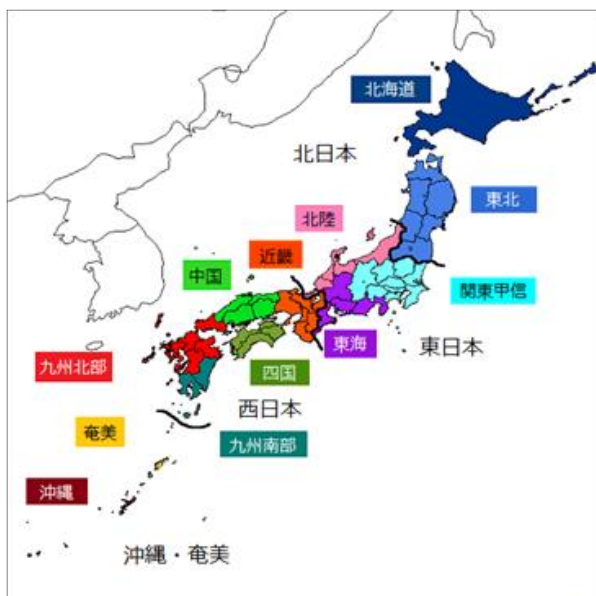 北海道
北日本
東北
北陸
近畿
中国
関東甲信
東海
東日本
九州北部
四国
西日本
奄美
九州南部
沖縄
沖縄・奄美